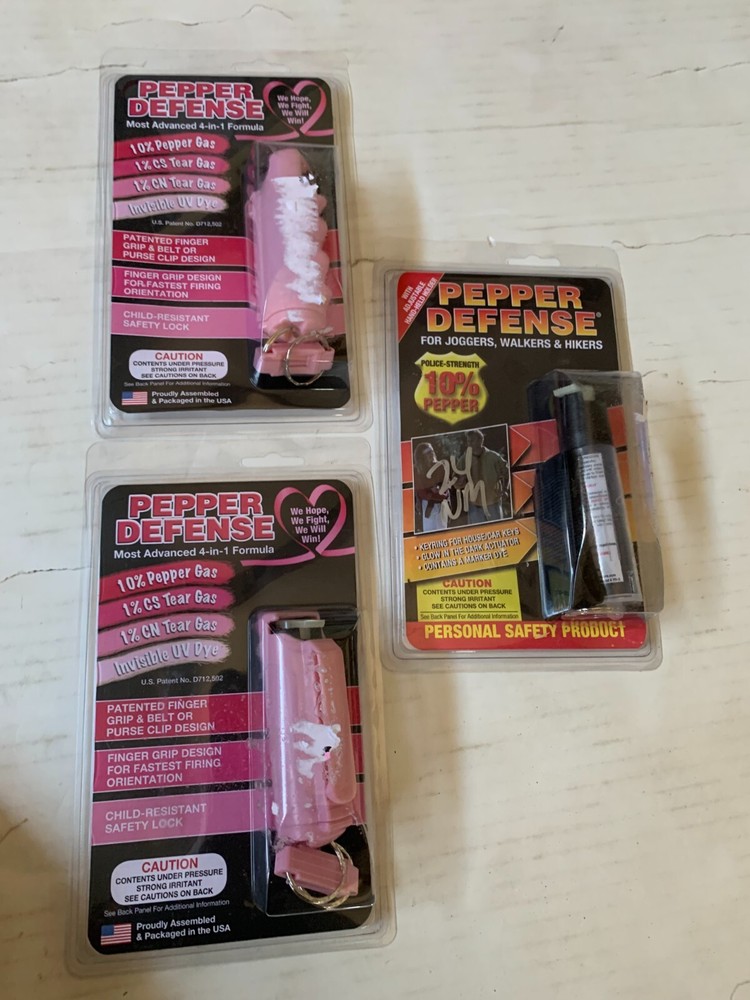 PEPPER
DEFENSE
Most Advanced 4-in-1 Formula
We Hope,
We Fight,
We Will
Win!
10% Pepper Gas
1% CS Tear Gas
1% CN Tear Gas
Invisible UV Dye
U.S. Patent No. D712,502
PATENTED FINGER
GRIP & BELT OR
PURSE CLIP DESIGN
FINGER GRIP DESIGN
FOR FASTEST FIRING
ORIENTATION
CHILD-RESISTANT
SAFETY LOCK
CAUTION
CONTENTS UNDER PRESSURE
STRONG IRRITANT
SEE CAUTIONS ON BACK
See Back Panel For Additional Information
Proudly Assembled
& Packaged in the USA
WITH
ADJUSTABLE
HAND-HELD HOLDER
PEPPER
DEFENSE®
FOR JOGGERS, WALKERS & HIKERS
POLICE-STRENGTH
10%
PEPPER
24
NM
• KEYRING FOR HOUSE/CAR KEYS
• GLOW IN THE DARK ACTUATOR
• CONTAINS A MARKER DYE
CAUTION
CONTENTS UNDER PRESSURE
STRONG IRRITANT
SEE CAUTIONS ON BACK
See Back Panel For Additional Information
PERSONAL SAFETY PRODUCT
PEPPER
DEFENSE
Most Advanced 4-in-1 Formula
We Hope,
We Fight,
We Will
Win!
10% Pepper Gas
1% CS Tear Gas
1% CN Tear Gas
Invisible UV Dye
U.S. Patent No. D712,502
PATENTED FINGER
GRIP & BELT OR
PURSE CLIP DESIGN
FINGER GRIP DESIGN
FOR FASTEST FIRING
ORIENTATION
CHILD-RESISTANT
SAFETY LOCK
CAUTION
CONTENTS UNDER PRESSURE
STRONG IRRITANT
SEE CAUTIONS ON BACK
See Back Panel For Additional Information
Proudly Assembled
& Packaged in the USA